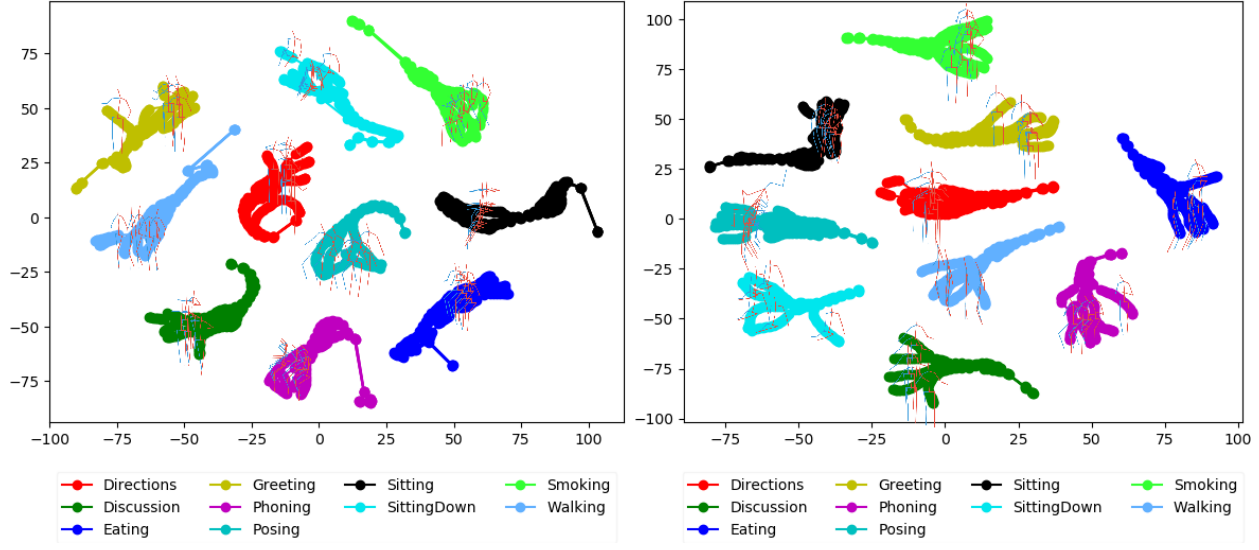 75
50
25
0
−25
−50
−75
−100 −75 −50 −25 0 25 50 75 100
Directions Greeting Sitting Smoking
Discussion Phoning SittingDown Walking
Eating Posing
100
75
50
25
0
−25
−50
−75
−100
−75 −50 −25 0 25 50 75 100
Directions Greeting Sitting Smoking
Discussion Phoning SittingDown Walking
Eating Posing